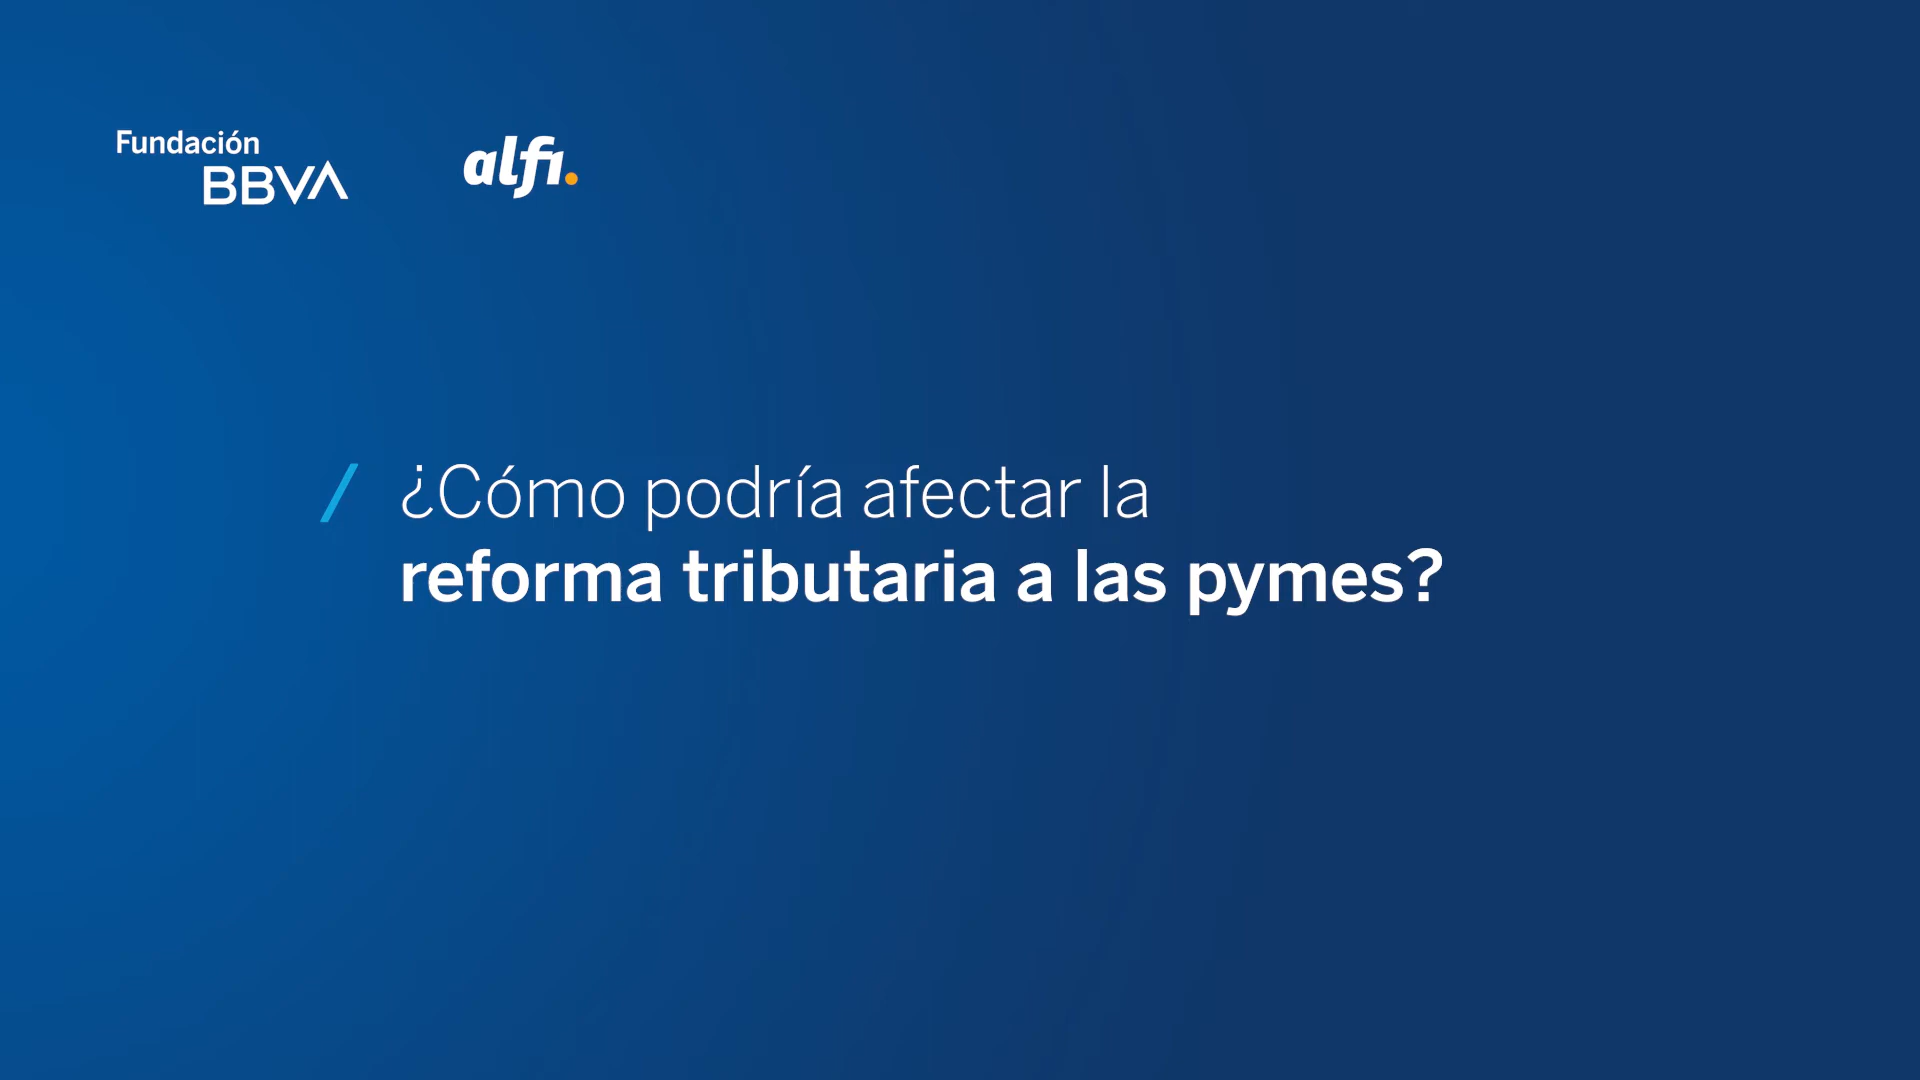 Fundación
BBVA
alfi.
/ ¿Cómo podría afectar la
reforma tributaria a las pymes?